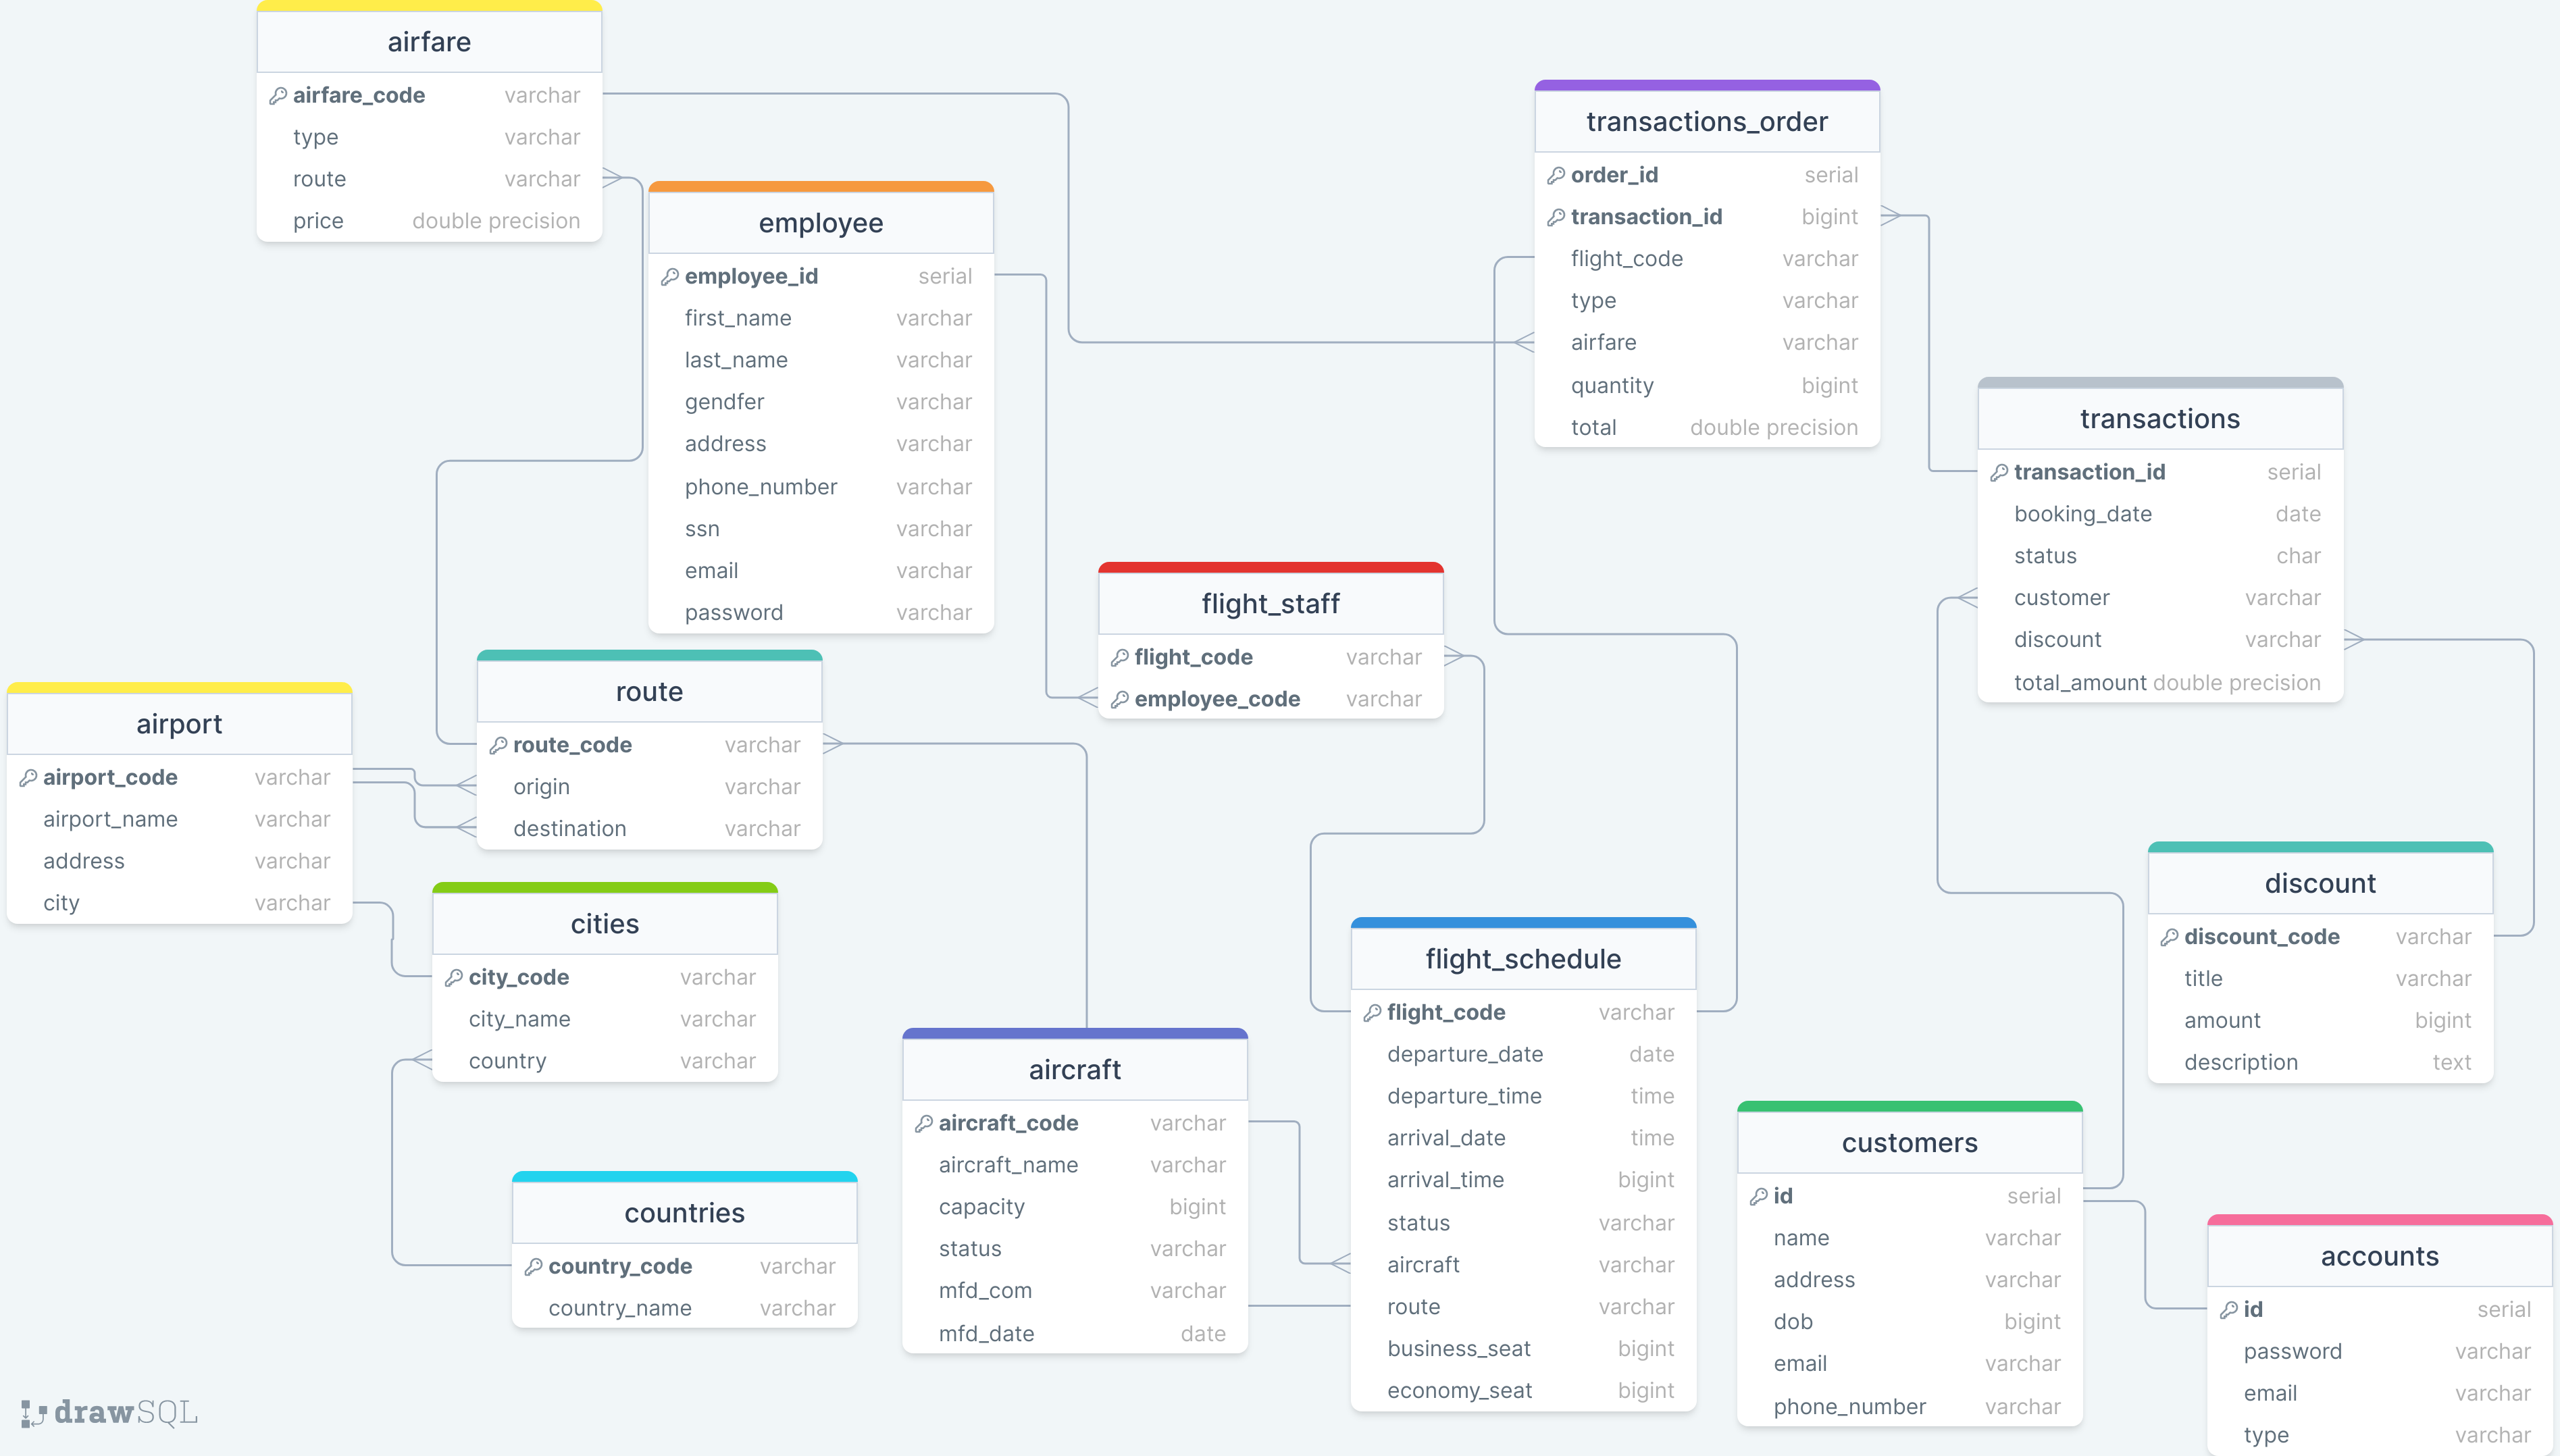 airfare
airfare_code varchar
type varchar
route varchar
price double precision
employee
employee_id serial
first_name varchar
last_name varchar
gendfer varchar
address varchar
phone_number varchar
ssn varchar
email varchar
password varchar
transactions_order
order_id serial
transaction_id bigint
flight_code varchar
type varchar
airfare varchar
quantity bigint
total double precision
transactions
transaction_id serial
booking_date date
status char
customer varchar
discount varchar
total_amount double precision
flight_staff
flight_code varchar
employee_code varchar
route
route_code varchar
origin varchar
destination varchar
airport
airport_code varchar
airport_name varchar
address varchar
city varchar
cities
city_code varchar
city_name varchar
country varchar
countries
country_code varchar
country_name varchar
aircraft
aircraft_code varchar
aircraft_name varchar
capacity bigint
status varchar
mfd_com varchar
mfd_date date
flight_schedule
flight_code varchar
departure_date date
departure_time time
arrival_date time
arrival_time bigint
status varchar
aircraft varchar
route varchar
business_seat bigint
economy_seat bigint
discount
discount_code varchar
title varchar
amount bigint
description text
customers
id serial
name varchar
address varchar
dob bigint
email varchar
phone_number varchar
accounts
id serial
password varchar
email varchar
type varchar
drawSQL